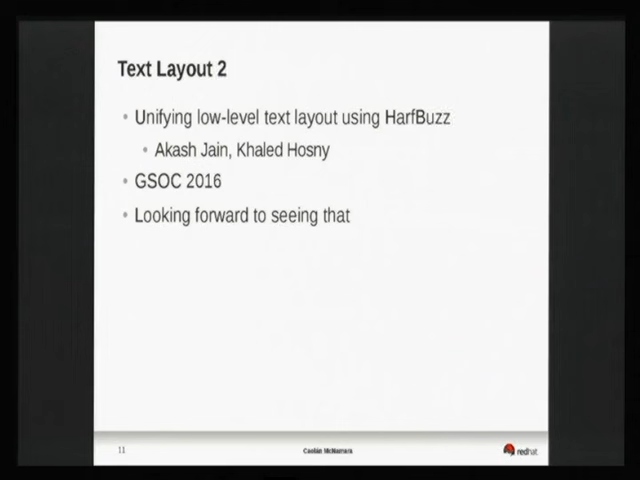 Text Layout 2
• Unifying low-level text layout using HarfBuzz
• Akash Jain, Khaled Hosny
• GSOC 2016
• Looking forward to seeing that
11
Caolán McNamara
redhat